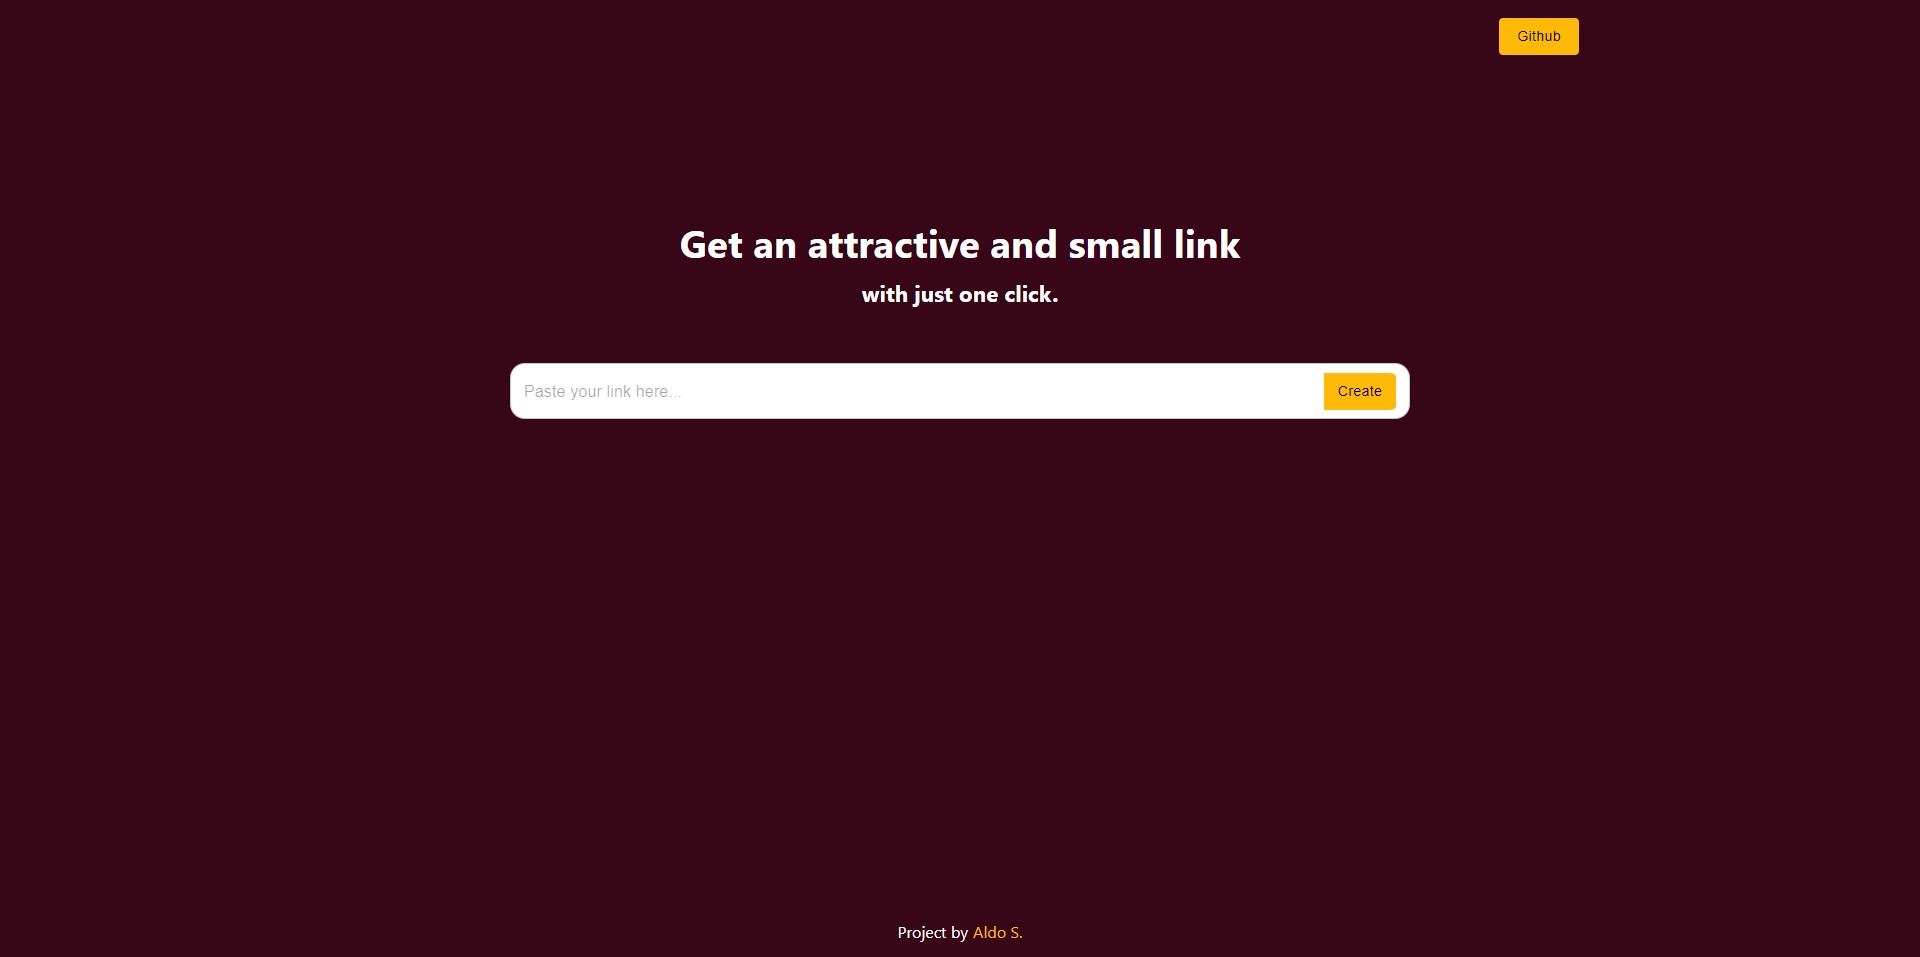 Github
Get an attractive and small link
with just one click.
Paste your link here...
Create
Project by Aldo S.